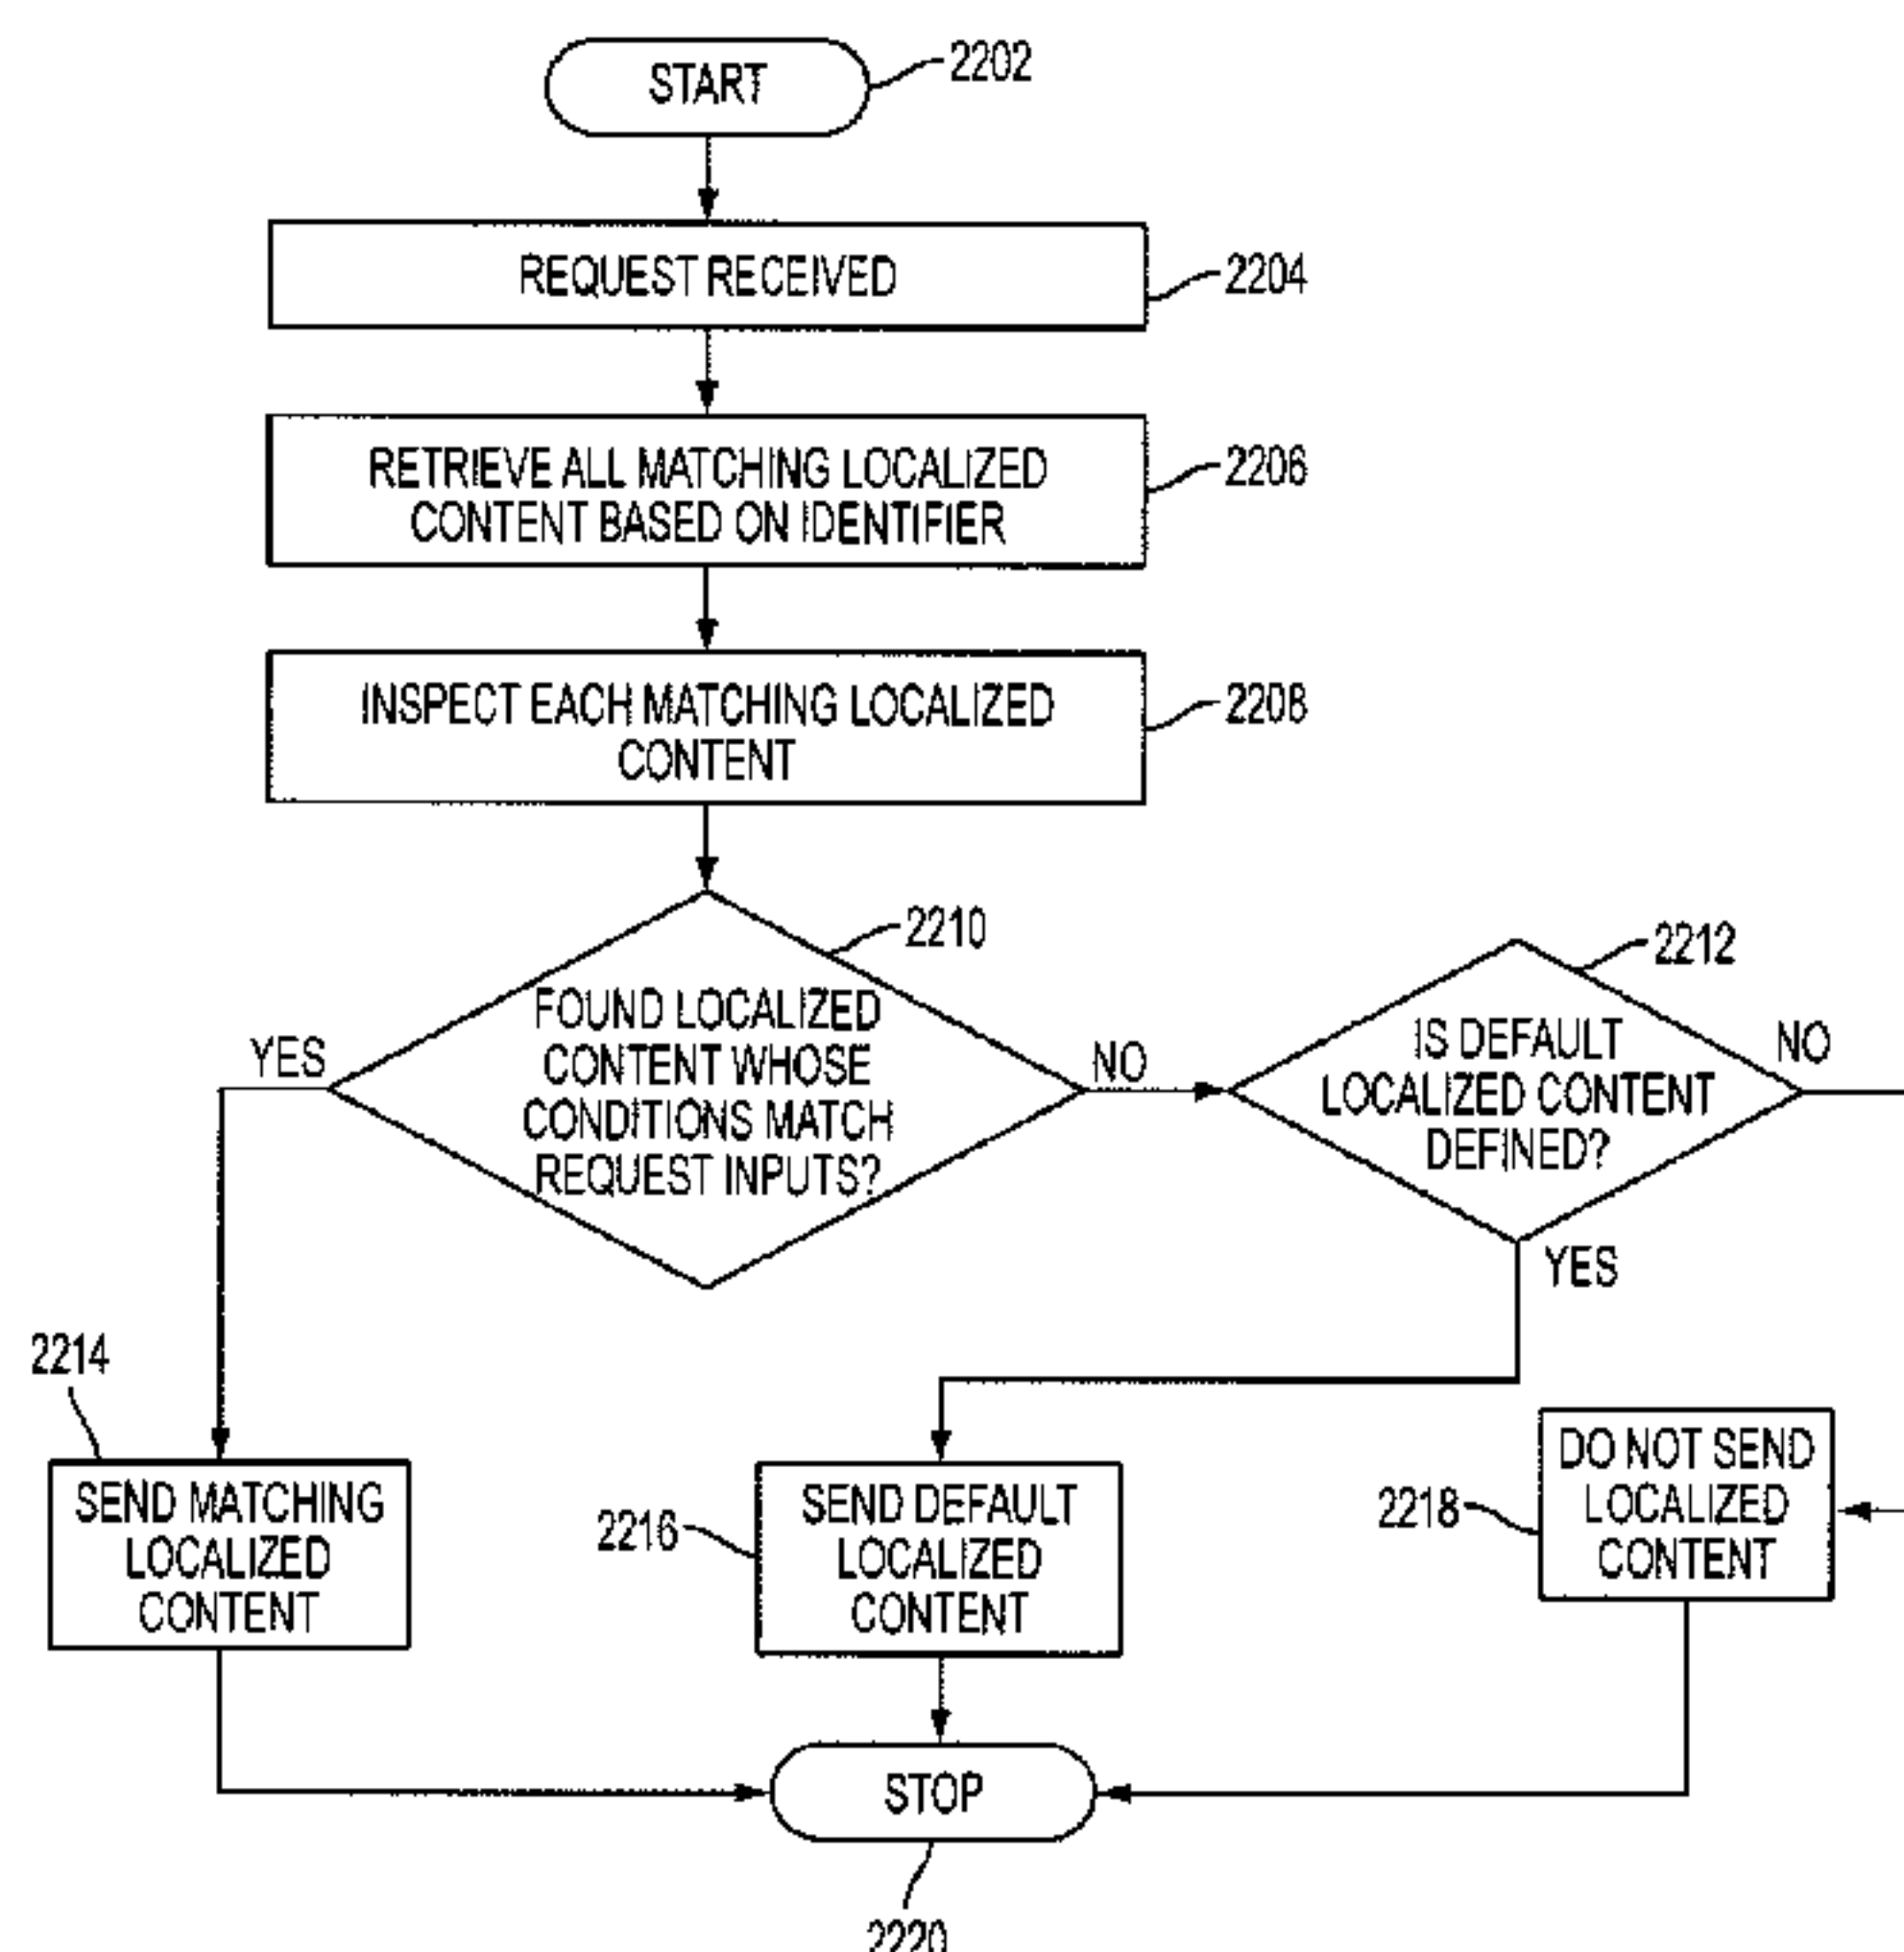 START
2202
REQUEST RECEIVED
2204
RETRIEVE ALL MATCHING LOCALIZED
CONTENT BASED ON IDENTIFIER
2206
INSPECT EACH MATCHING LOCALIZED
CONTENT
2208
2210
FOUND LOCALIZED
CONTENT WHOSE
CONDITIONS MATCH
REQUEST INPUTS?
YES
NO
2212
IS DEFAULT
LOCALIZED CONTENT
DEFINED?
NO
YES
2214
SEND MATCHING
LOCALIZED
CONTENT
2216
SEND DEFAULT
LOCALIZED
CONTENT
2218
DO NOT SEND
LOCALIZED
CONTENT
STOP
2220